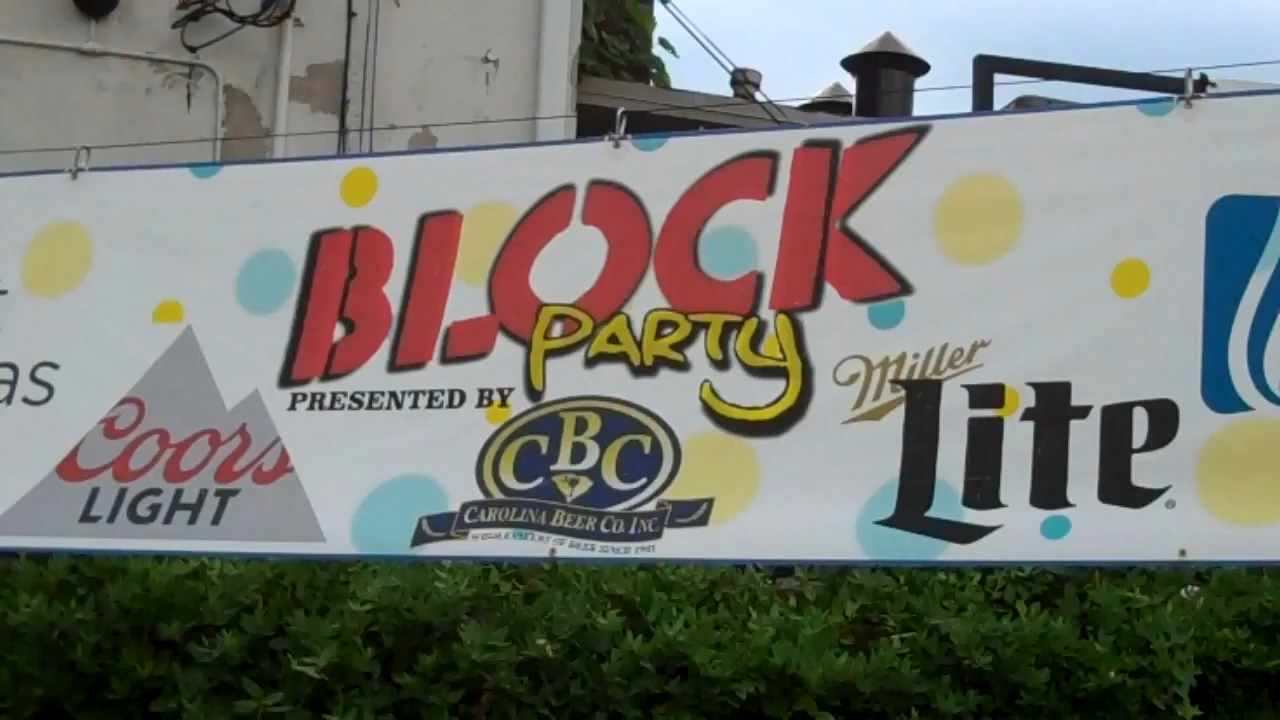 BLOCK
PARTY
PRESENTED BY
as
Coors
LIGHT
CBC
CAROLINA BEER CO. INC.
Miller
Lite